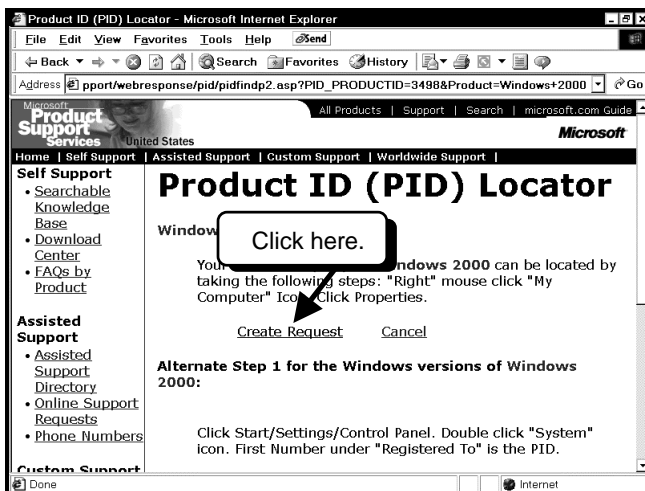 Product ID (PID) Locator - Microsoft Internet Explorer
File Edit View Favorites Tools Help Send
Back Search Favorites History
Address pport/webresponse/pid/pidfindp2.asp?PID_PRODUCTID=3498&Product=Windows+2000 Go
Microsoft
Product
Support
Services United States
All Products | Support | Search | microsoft.com Guide
Microsoft
Home | Self Support | Assisted Support | Custom Support | Worldwide Support |
Self Support
• Searchable
Knowledge
Base
• Download
Center
• FAQs by
Product
Assisted
Support
• Assisted
Support
Directory
• Online Support
Requests
• Phone Numbers
Custom Support
Product ID (PID) Locator
Window
Click here.
Your ndows 2000 can be located by
taking the following steps: "Right" mouse click "My
Computer" Icon Click Properties.
Create Request Cancel
Alternate Step 1 for the Windows versions of Windows
2000:
Click Start/Settings/Control Panel. Double click "System"
icon. First Number under "Registered To" is the PID.
Done Internet